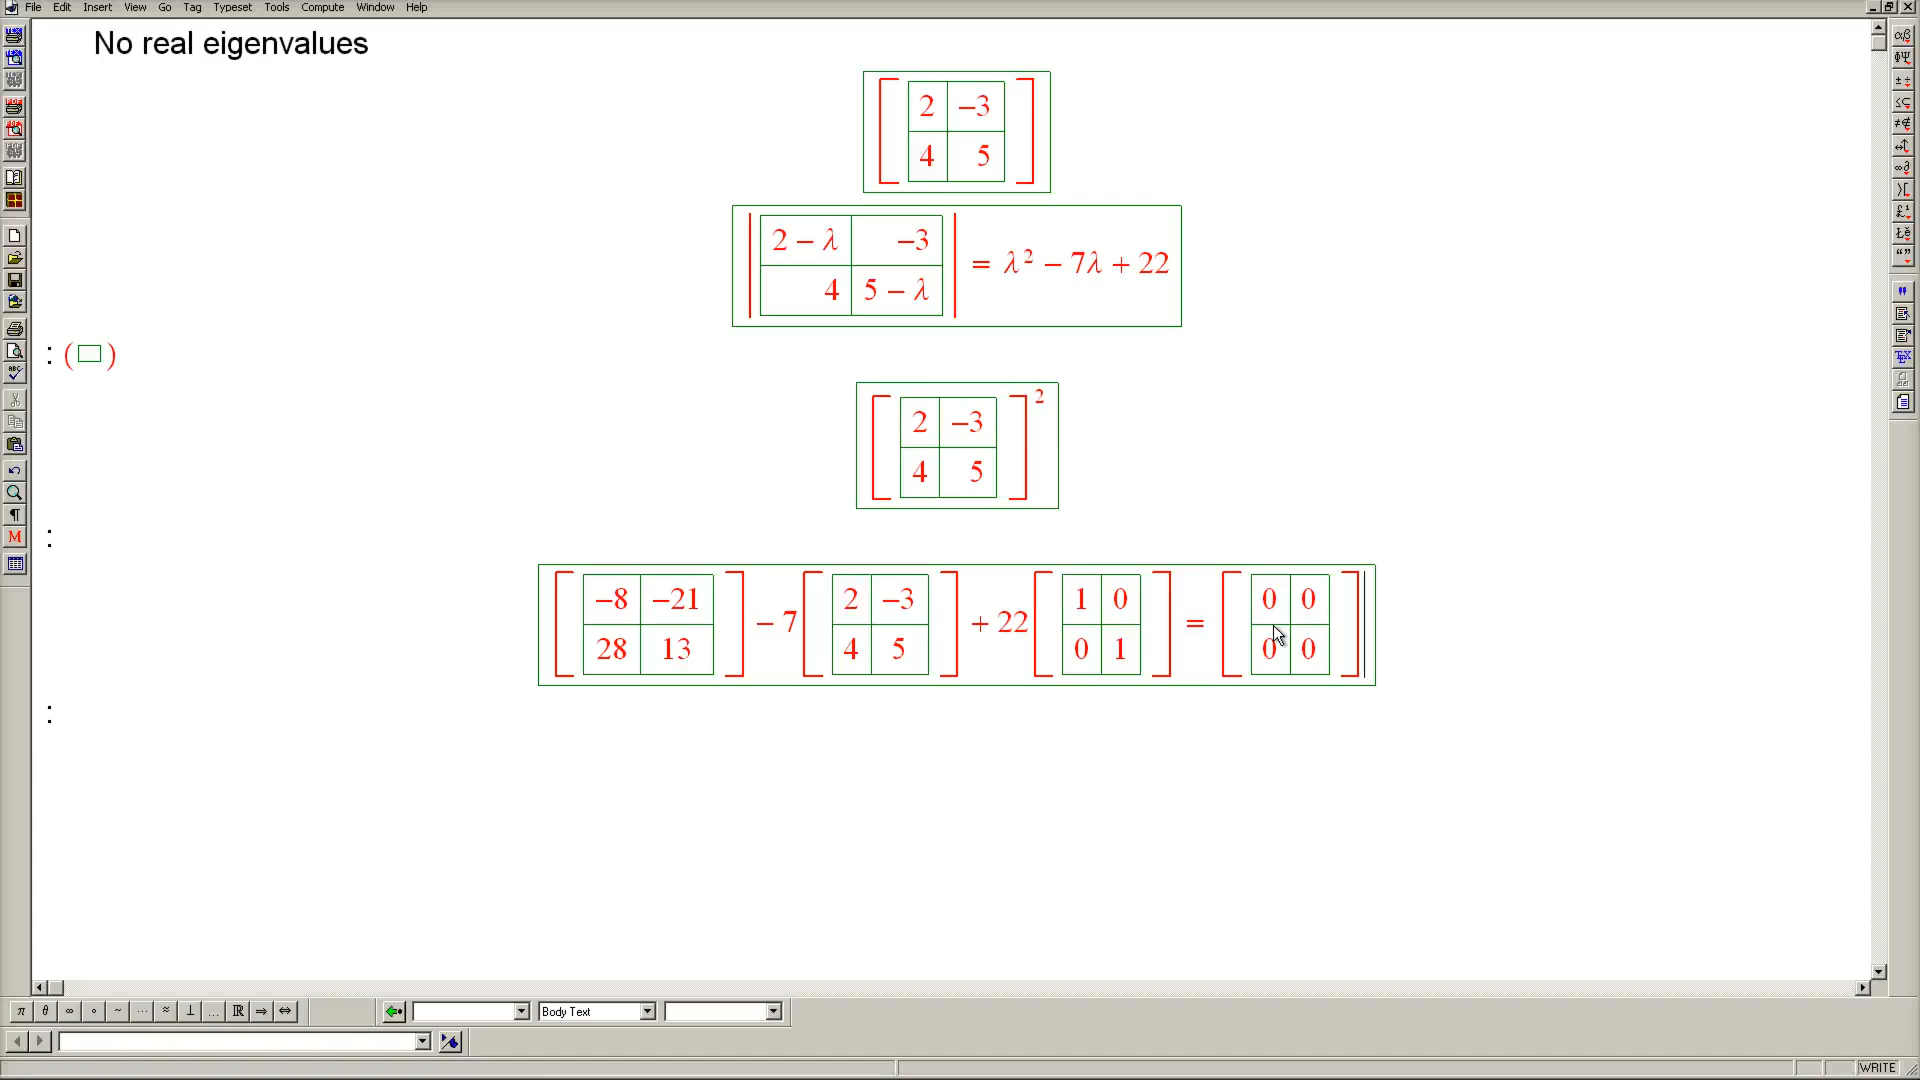 File Edit Insert View Go Tag Typeset Tools Compute Window Help
No real eigenvalues
[ 2 −3
4 5 ]
| 2 − λ −3
4 5 − λ | = λ² − 7λ + 22
: ( )
[ 2 −3
4 5 ]²
:
[ −8 −21
28 13 ] − 7 [ 2 −3
4 5 ] + 22 [ 1 0
0 1 ] = [ 0 0
0 0 ]
:
π θ ∞ ∘ ~ ⋯ ≈ ⊥ … ℝ ⇒ ⇔ Body Text
WRITE